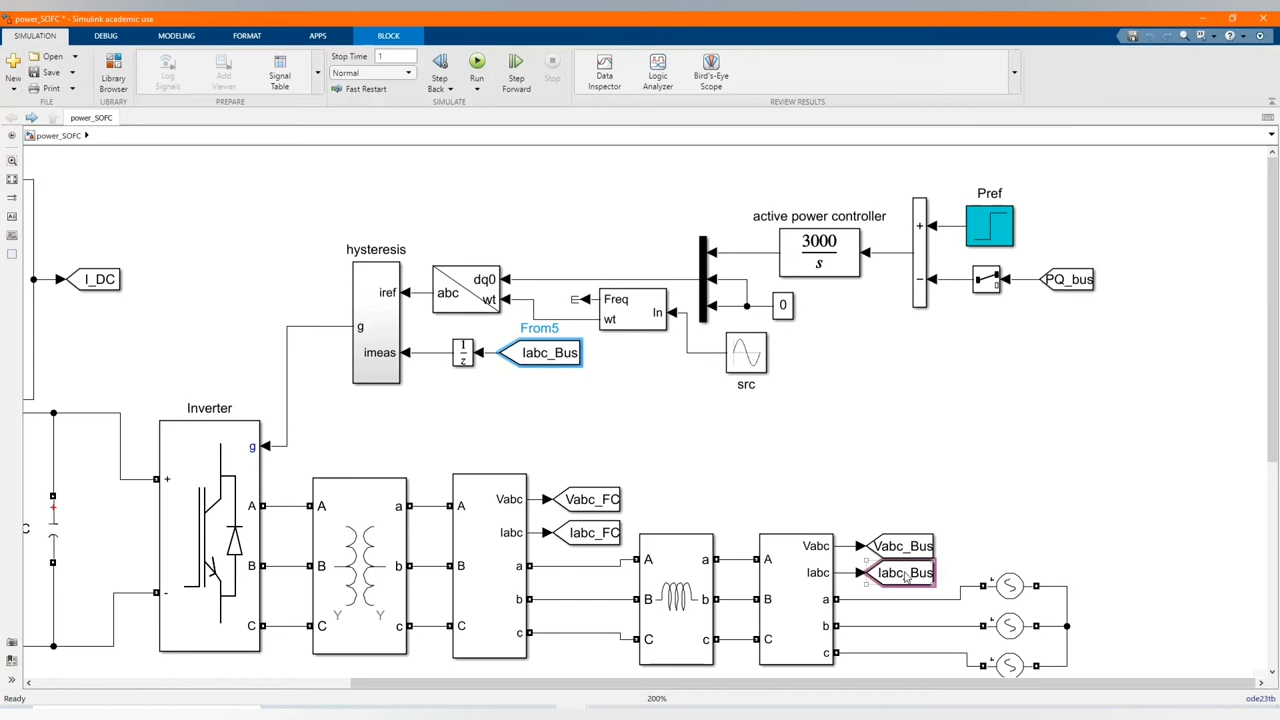 power_SOFC * - Simulink academic use
SIMULATION DEBUG MODELING FORMAT APPS BLOCK
New
Open
Save
Print
FILE
Library Browser
LIBRARY
Log Signals
Add Viewer
Signal Table
PREPARE
Stop Time 1
Normal
Fast Restart
Step Back
Run
Step Forward
Stop
SIMULATE
Data Inspector
Logic Analyzer
Bird's-Eye Scope
REVIEW RESULTS
power_SOFC
power_SOFC
Pref
active power controller
3000
s
+
−
PQ_bus
hysteresis
I_DC
iref
g
imeas
dq0
wt
abc
Freq
wt
In
0
From5
Iabc_Bus
1
z
src
Inverter
g
+
-
A
B
C
A
B
C
a
b
c
Y
Y
A
B
C
Vabc
Iabc
a
b
c
Vabc_FC
Iabc_FC
A
B
C
a
b
c
A
B
C
Vabc
Iabc
a
b
c
Vabc_Bus
Iabc_Bus
C
+
Ready
200%
ode23tb